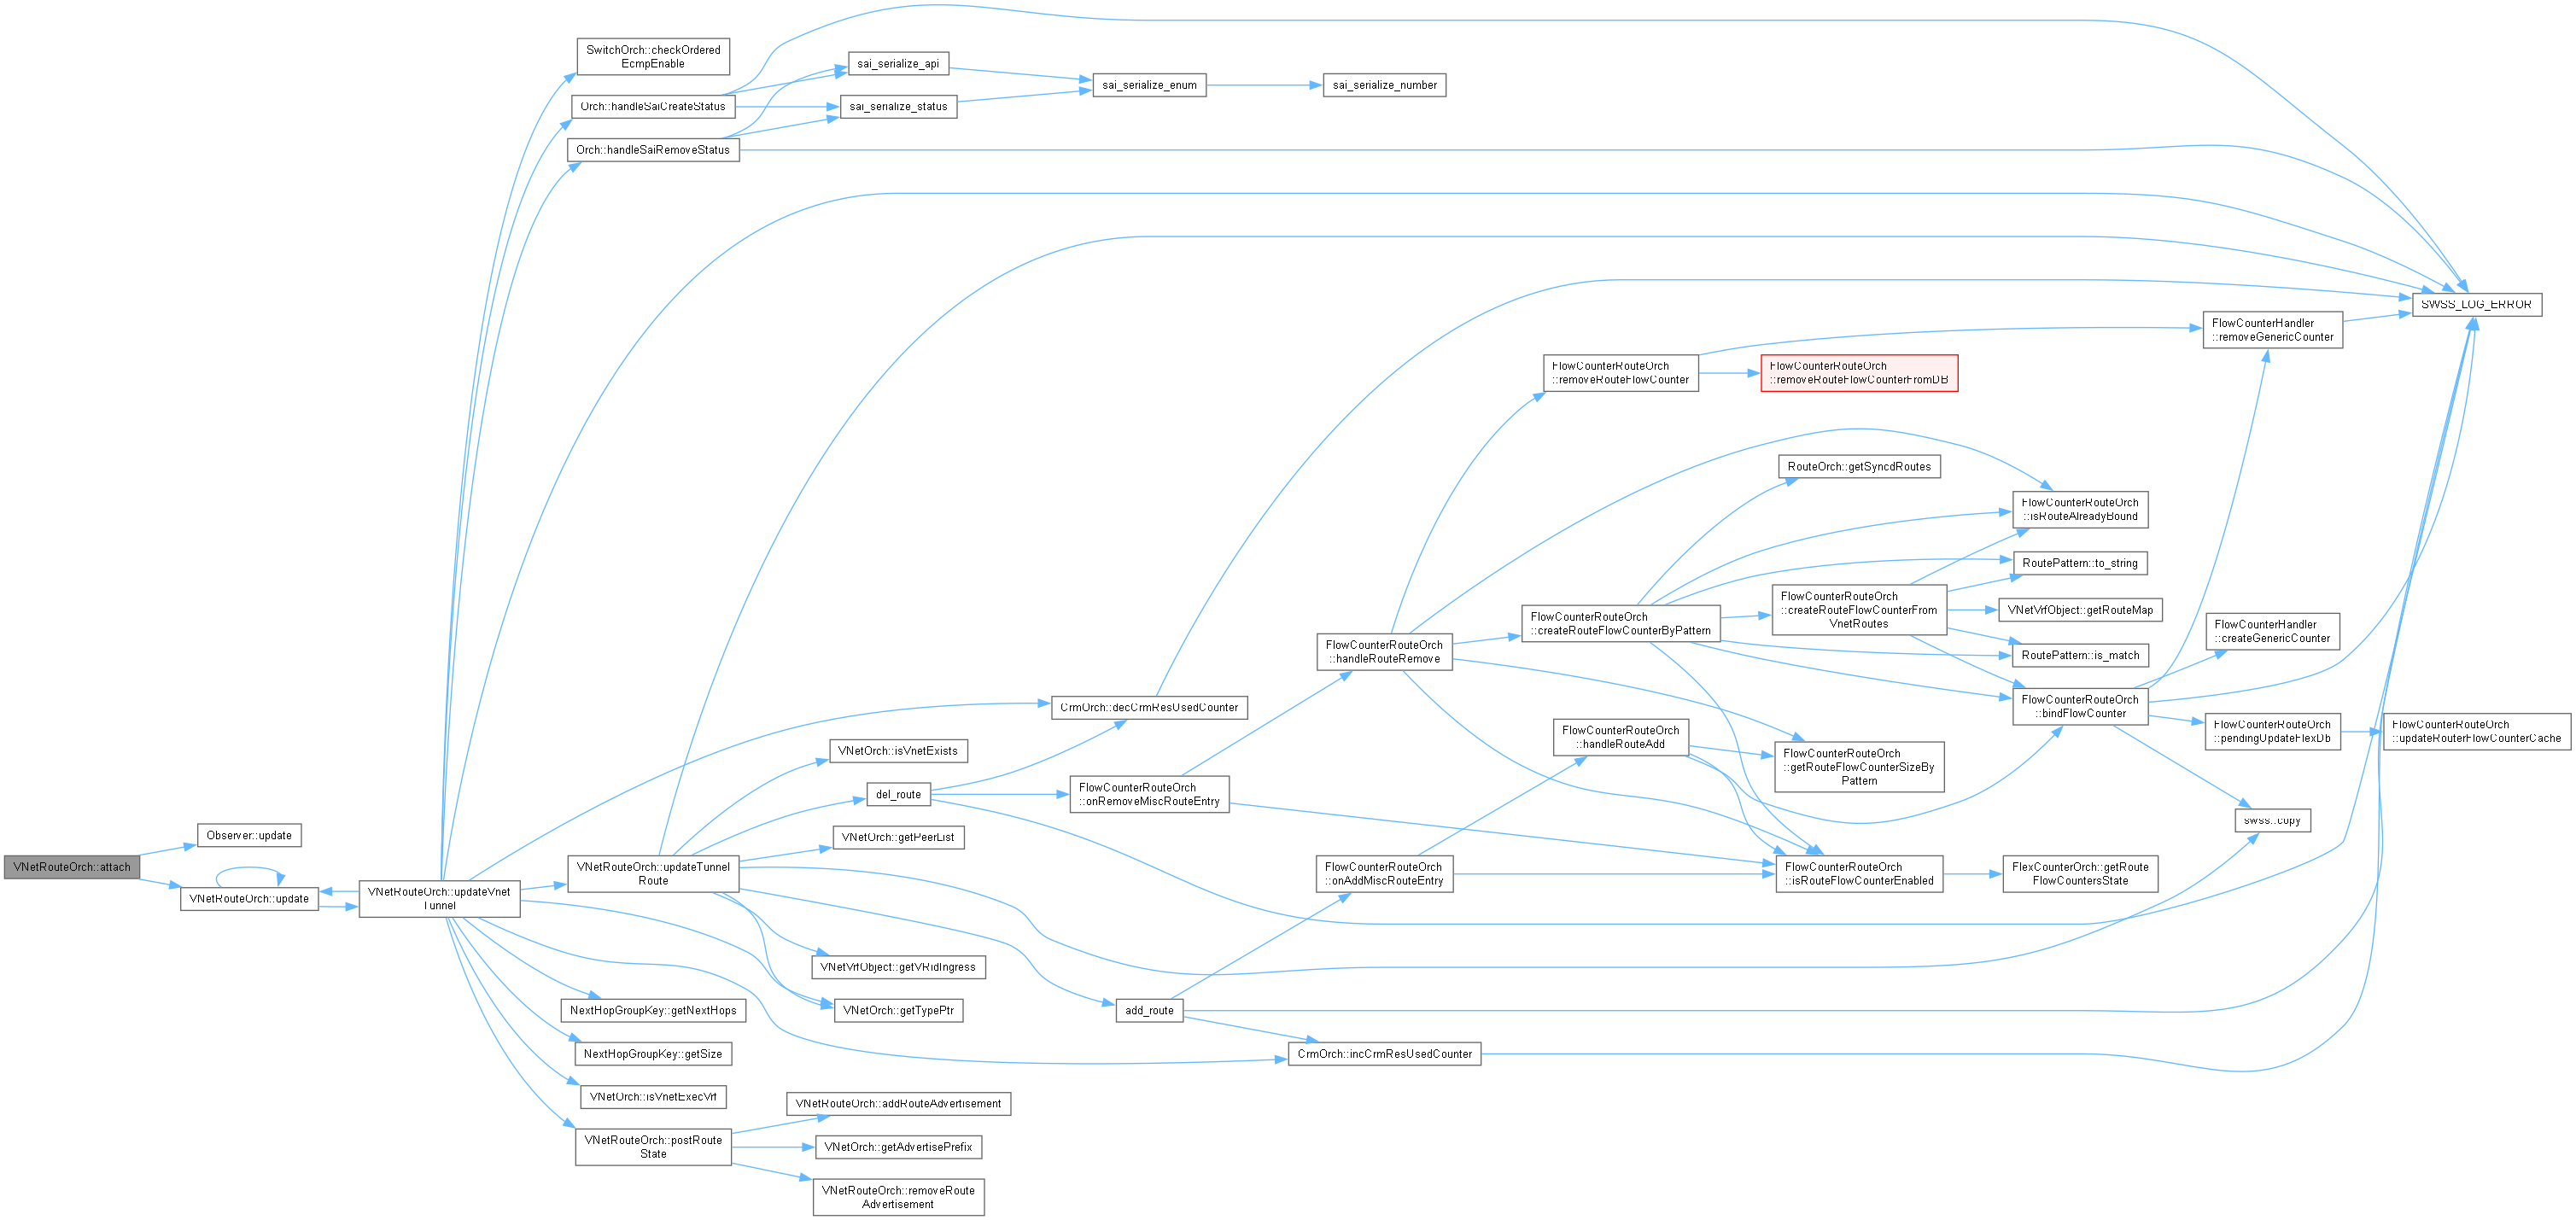 SwitchOrch::checkOrdered
EcmpEnable
Orch::handleSaiCreateStatus
Orch::handleSaiRemoveStatus
sai_serialize_api
sai_serialize_status
sai_serialize_enum
sai_serialize_number
SWSS_LOG_ERROR
FlowCounterHandler
::removeGenericCounter
FlowCounterRouteOrch
::removeRouteFlowCounter
FlowCounterRouteOrch
::removeRouteFlowCounterFromDB
RouteOrch::getSyncdRoutes
FlowCounterRouteOrch
::isRouteAlreadyBound
RoutePattern::to_string
FlowCounterRouteOrch
::createRouteFlowCounterFrom
VnetRoutes
VNetVrfObject::getRouteMap
FlowCounterRouteOrch
::createRouteFlowCounterByPattern
FlowCounterHandler
::createGenericCounter
FlowCounterRouteOrch
::handleRouteRemove
RoutePattern::is_match
FlowCounterRouteOrch
::bindFlowCounter
CrmOrch::decCrmResUsedCounter
FlowCounterRouteOrch
::pendingUpdateFlexDb
FlowCounterRouteOrch
::updateRouterFlowCounterCache
FlowCounterRouteOrch
::handleRouteAdd
VNetOrch::isVnetExists
FlowCounterRouteOrch
::getRouteFlowCounterSizeBy
Pattern
del_route
FlowCounterRouteOrch
::onRemoveMiscRouteEntry
swss::copy
Observer::update
VNetOrch::getPeerList
VNetRouteOrch::attach
VNetRouteOrch::updateTunnel
Route
FlowCounterRouteOrch
::onAddMiscRouteEntry
FlowCounterRouteOrch
::isRouteFlowCounterEnabled
FlexCounterOrch::getRoute
FlowCountersState
VNetRouteOrch::update
VNetRouteOrch::updateVnet
Tunnel
VNetVrfObject::getVRidIngress
NextHopGroupKey::getNextHops
VNetOrch::getTypePtr
add_route
NextHopGroupKey::getSize
CrmOrch::incCrmResUsedCounter
VNetOrch::isVnetExecVrf
VNetRouteOrch::addRouteAdvertisement
VNetRouteOrch::postRoute
State
VNetOrch::getAdvertisePrefix
VNetRouteOrch::removeRoute
Advertisement